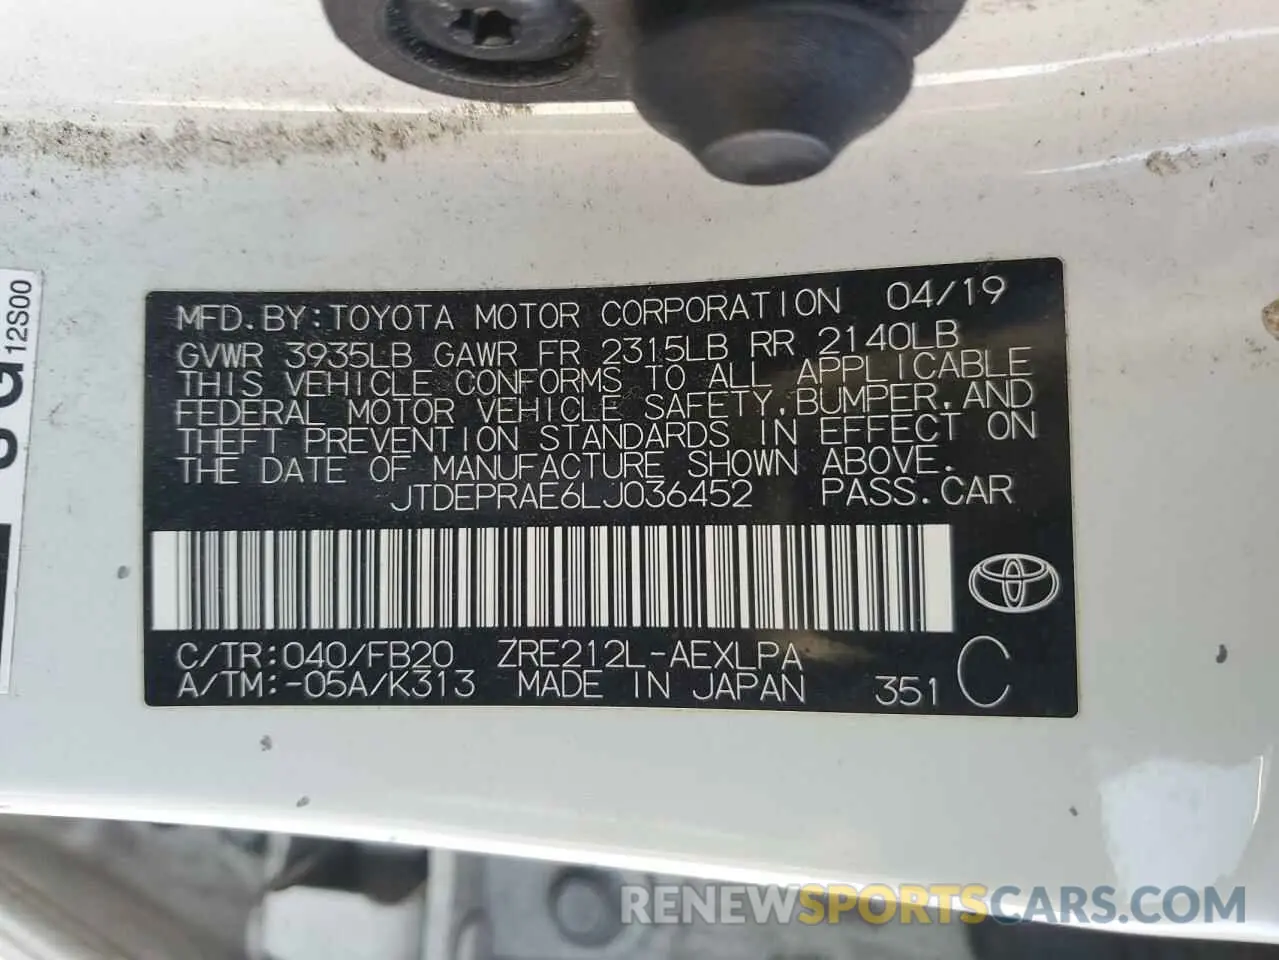 MFD.BY:TOYOTA MOTOR CORPORATION 04/19
GVWR 3935LB GAWR FR 2315LB RR 2140LB
THIS VEHICLE CONFORMS TO ALL APPLICABLE
FEDERAL MOTOR VEHICLE SAFETY,BUMPER,AND
THEFT PREVENTION STANDARDS IN EFFECT ON
THE DATE OF MANUFACTURE SHOWN ABOVE.
JTDEPRAE6LJ036452 PASS.CAR
C/TR:040/FB20 ZRE212L-AEXLPA
A/TM:-05A/K313 MADE IN JAPAN 351 C
12S00
RENEWSPORTSCARS.COM